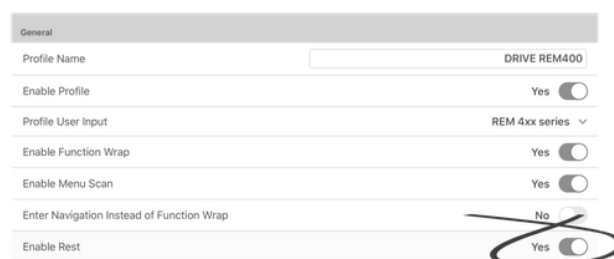 General
Profile Name DRIVE REM400
Enable Profile Yes
Profile User Input REM 4xx series
Enable Function Wrap Yes
Enable Menu Scan Yes
Enter Navigation Instead of Function Wrap No
Enable Rest Yes